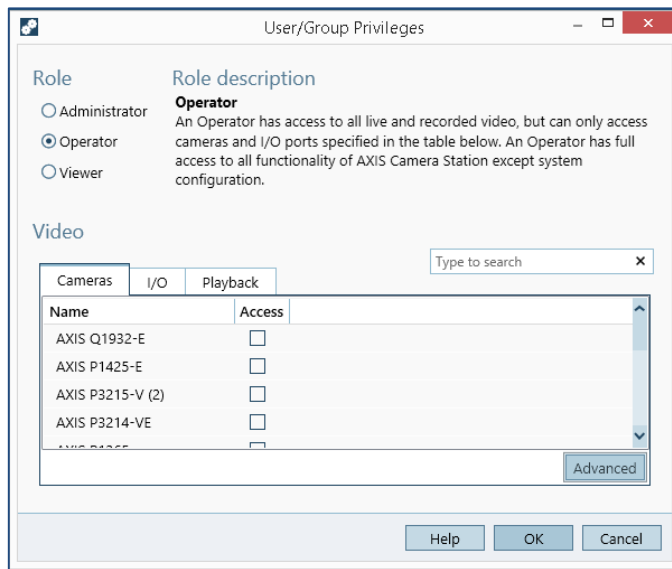 User/Group Privileges
Role
Role description
Administrator
Operator
Viewer
Operator
An Operator has access to all live and recorded video, but can only access
cameras and I/O ports specified in the table below. An Operator has full
access to all functionality of AXIS Camera Station except system
configuration.
Video
Type to search
Cameras
I/O
Playback
Name
Access
AXIS Q1932-E
AXIS P1425-E
AXIS P3215-V (2)
AXIS P3214-VE
Advanced
Help
OK
Cancel